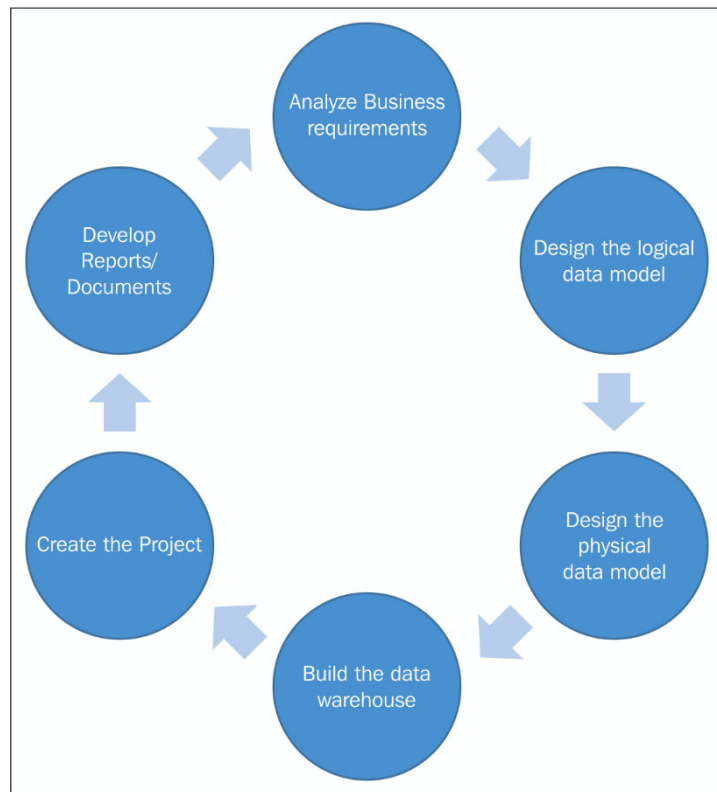 Analyze Business
requirements
Design the logical
data model
Design the
physical
data model
Build the data
warehouse
Create the Project
Develop
Reports/
Documents